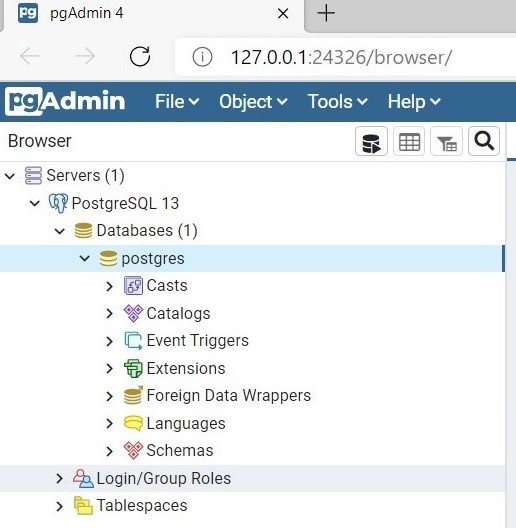 pg pgAdmin 4
127.0.0.1:24326/browser/
pgAdmin File Object Tools Help
Browser
Servers (1)
PostgreSQL 13
Databases (1)
postgres
Casts
Catalogs
Event Triggers
Extensions
Foreign Data Wrappers
Languages
Schemas
Login/Group Roles
Tablespaces